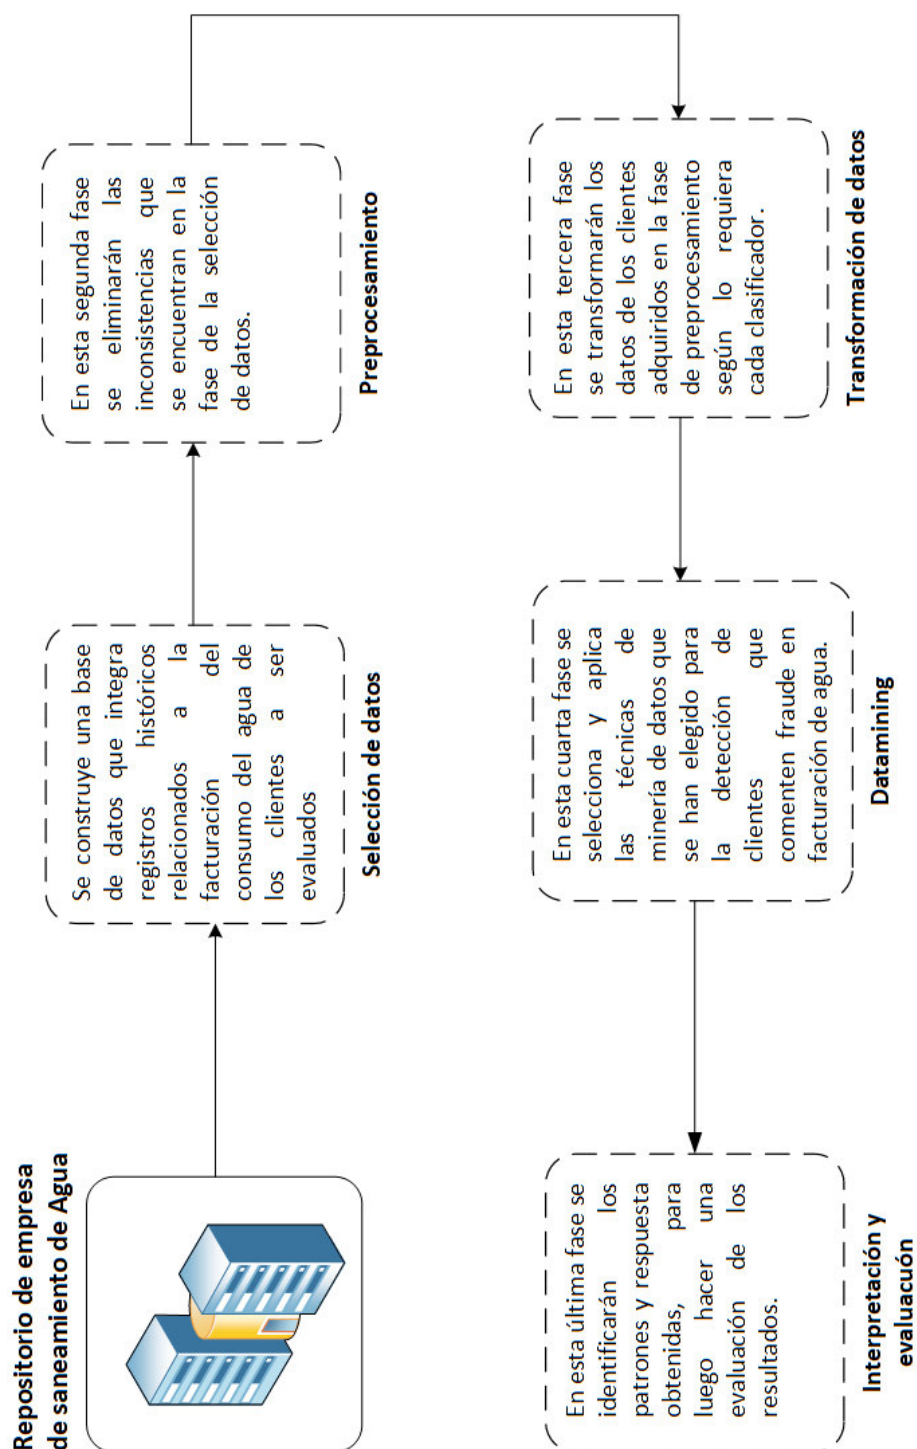 Repositorio de empresa
de saneamiento de Agua
Se construye una base
de datos que integra
registros históricos
relacionados a la
facturación del
consumo del agua de
los clientes a ser
evaluados
Selección de datos
En esta segunda fase
se eliminarán las
inconsistencias que
se encuentran en la
fase de la selección
de datos.
Preprocesamiento
En esta tercera fase
se transformarán los
datos de los clientes
adquiridos en la fase
de preprocesamiento
según lo requiera
cada clasificador.
Transformación de datos
En esta cuarta fase se
selecciona y aplica
las técnicas de
minería de datos que
se han elegido para
la detección de
clientes que
comenten fraude en
facturación de agua.
Datamining
En esta última fase se
identificarán los
patrones y respuesta
obtenidas, para
luego hacer una
evaluación de los
resultados.
Interpretación y
evaluacuón